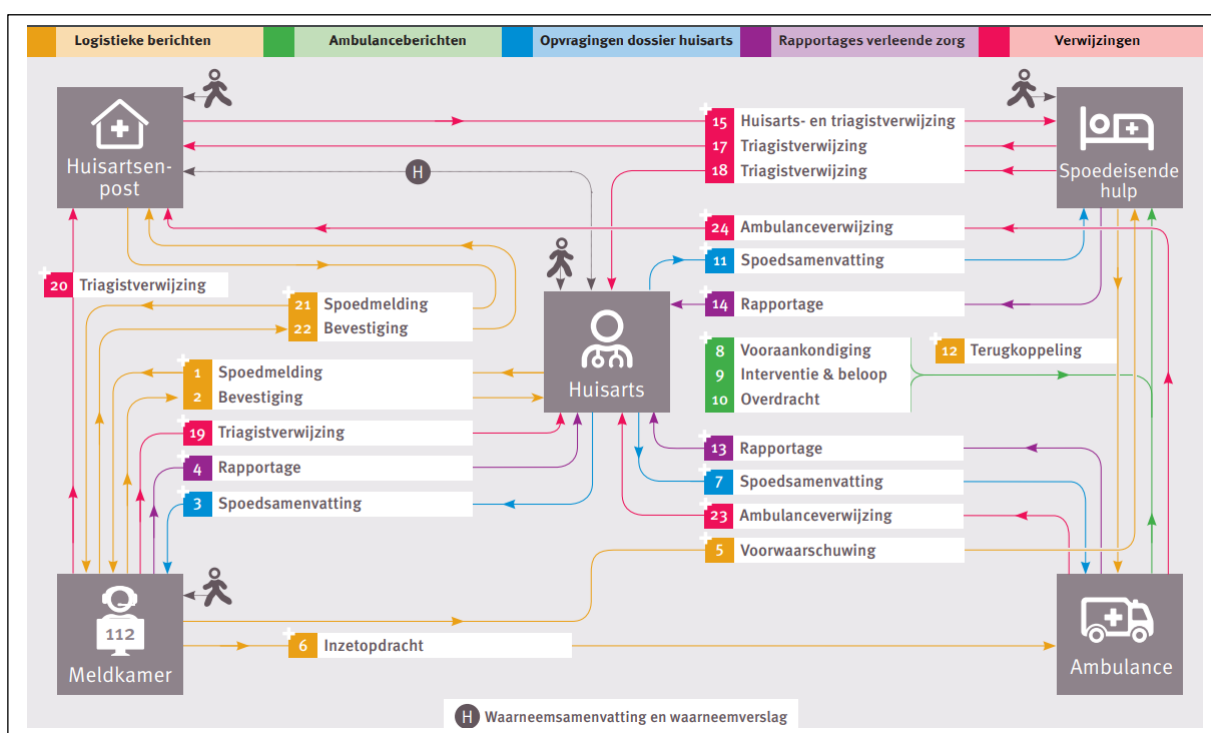 Logistieke berichten
Ambulanceberichten
Opvragingen dossier huisarts
Rapportages verleende zorg
Verwijzingen
Huisartsen-
post
15 Huisarts- en triagistverwijzing
17 Triagistverwijzing
18 Triagistverwijzing
Spoedeisende
hulp
H
24 Ambulanceverwijzing
11 Spoedsamenvatting
20 Triagistverwijzing
21 Spoedmelding
22 Bevestiging
14 Rapportage
Huisarts
8 Vooraankondiging
9 Interventie & beloop
10 Overdracht
12 Terugkoppeling
1 Spoedmelding
2 Bevestiging
19 Triagistverwijzing
4 Rapportage
3 Spoedsamenvatting
13 Rapportage
7 Spoedsamenvatting
23 Ambulanceverwijzing
5 Voorwaarschuwing
112
Meldkamer
6 Inzetopdracht
Ambulance
H Waarneemsamenvatting en waarneemverslag